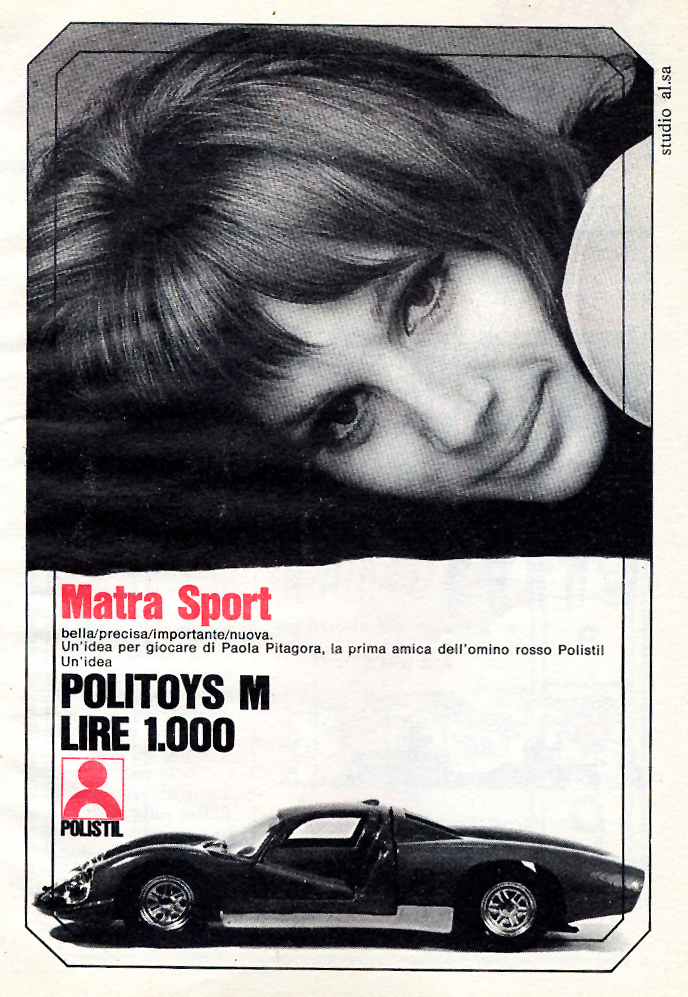 studio al.sa
Matra Sport
bella/precisa/importante/nuova.
Un'idea per giocare di Paola Pitagora, la prima amica dell'omino rosso Polistil
Un'idea
POLITOYS M
LIRE 1.000
POLISTIL